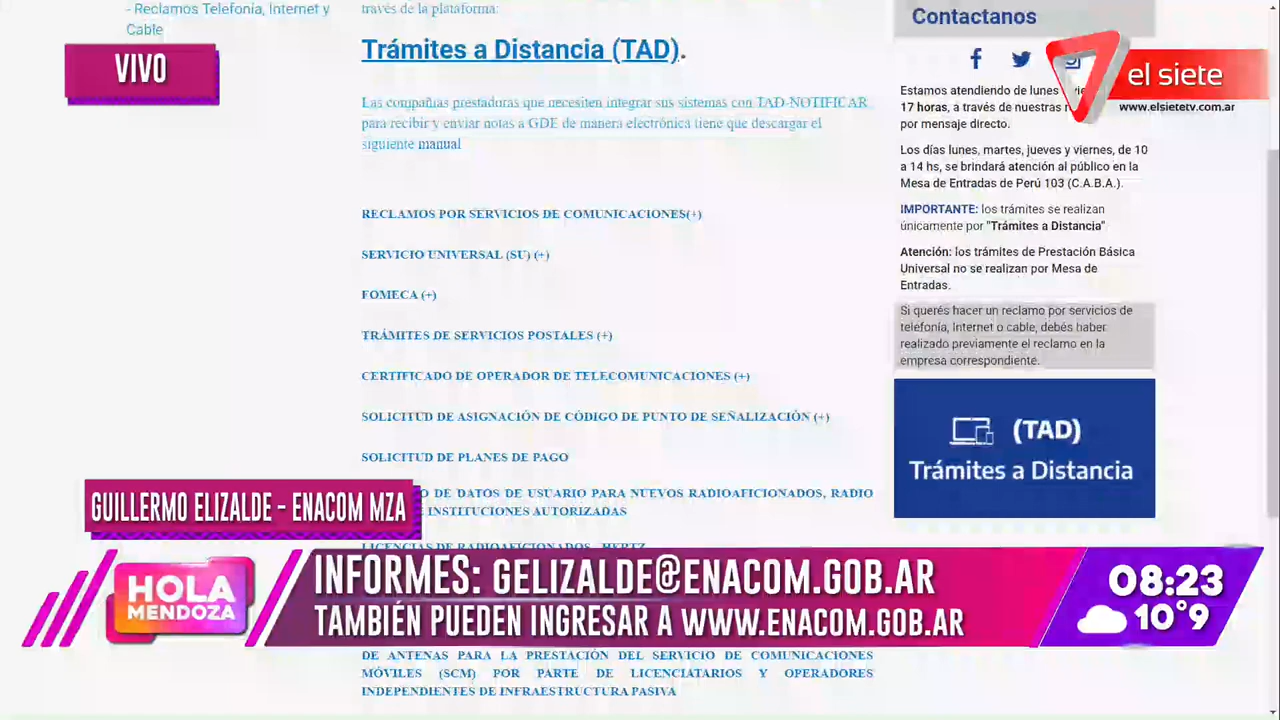 - Reclamos Telefonía, Internet y
Cable
VIVO
través de la plataforma:
Trámites a Distancia (TAD).
Las compañías prestadoras que necesiten integrar sus sistemas con TAD-NOTIFICAR
para recibir y enviar notas a GDE de manera electrónica tiene que descargar el
siguiente manual
RECLAMOS POR SERVICIOS DE COMUNICACIONES(+)
SERVICIO UNIVERSAL (SU) (+)
FOMECA (+)
TRÁMITES DE SERVICIOS POSTALES (+)
CERTIFICADO DE OPERADOR DE TELECOMUNICACIONES (+)
SOLICITUD DE ASIGNACIÓN DE CÓDIGO DE PUNTO DE SEÑALIZACIÓN (+)
SOLICITUD DE PLANES DE PAGO
DE DATOS DE USUARIO PARA NUEVOS RADIOAFICIONADOS, RADIO
INSTITUCIONES AUTORIZADAS
LICENCIAS DE RADIOAFICIONADOS - HERTZ
DE ANTENAS PARA LA PRESTACIÓN DEL SERVICIO DE COMUNICACIONES
MÓVILES (SCM) POR PARTE DE LICENCIATARIOS Y OPERADORES
INDEPENDIENTES DE INFRAESTRUCTURA PASIVA
Contactanos
el siete
www.elsietetv.com.ar
Estamos atendiendo de lunes
17 horas, a través de nuestras
por mensaje directo.
Los días lunes, martes, jueves y viernes, de 10
a 14 hs, se brindará atención al público en la
Mesa de Entradas de Perú 103 (C.A.B.A.).
IMPORTANTE: los trámites se realizan
únicamente por "Trámites a Distancia".
Atención: los trámites de Prestación Básica
Universal no se realizan por Mesa de
Entradas.
Si querés hacer un reclamo por servicios de
telefonía, Internet o cable, debés haber
realizado previamente el reclamo en la
empresa correspondiente.
(TAD)
Trámites a Distancia
GUILLERMO ELIZALDE - ENACOM MZA
HOLA
MENDOZA
INFORMES: GELIZALDE@ENACOM.GOB.AR
TAMBIÉN PUEDEN INGRESAR A WWW.ENACOM.GOB.AR
08:23
10°9